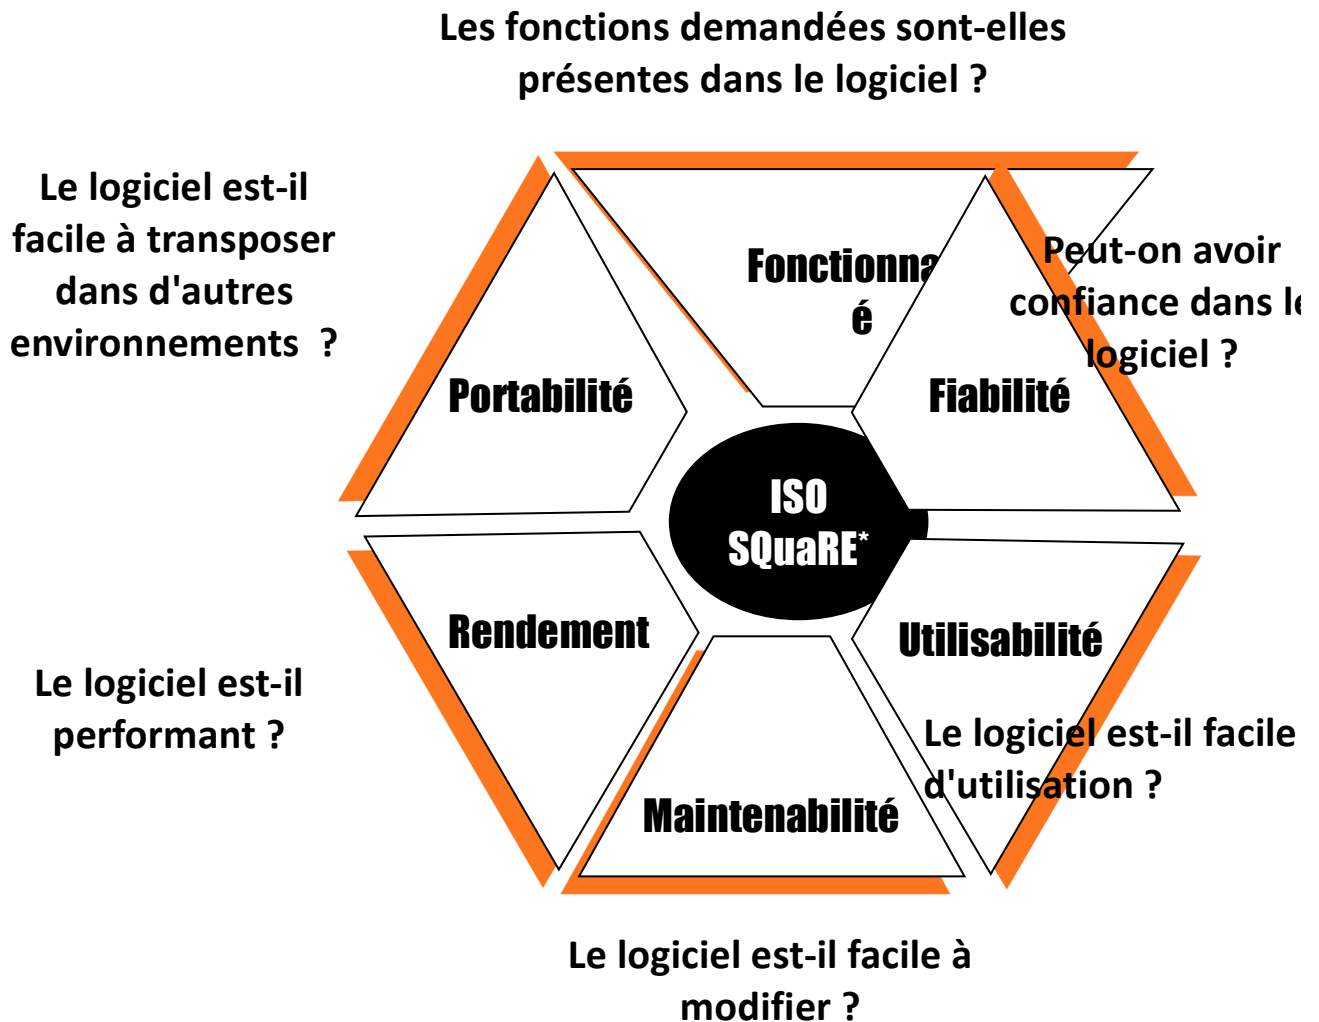 Les fonctions demandées sont-elles
présentes dans le logiciel ?
Le logiciel est-il
facile à transposer
dans d'autres
environnements ?
Fonctionna
é
Peut-on avoir
confiance dans le
logiciel ?
Portabilité
Fiabilité
ISO
SQuaRE*
Rendement
Utilisabilité
Le logiciel est-il
performant ?
Le logiciel est-il facile
d'utilisation ?
Maintenabilité
Le logiciel est-il facile à
modifier ?